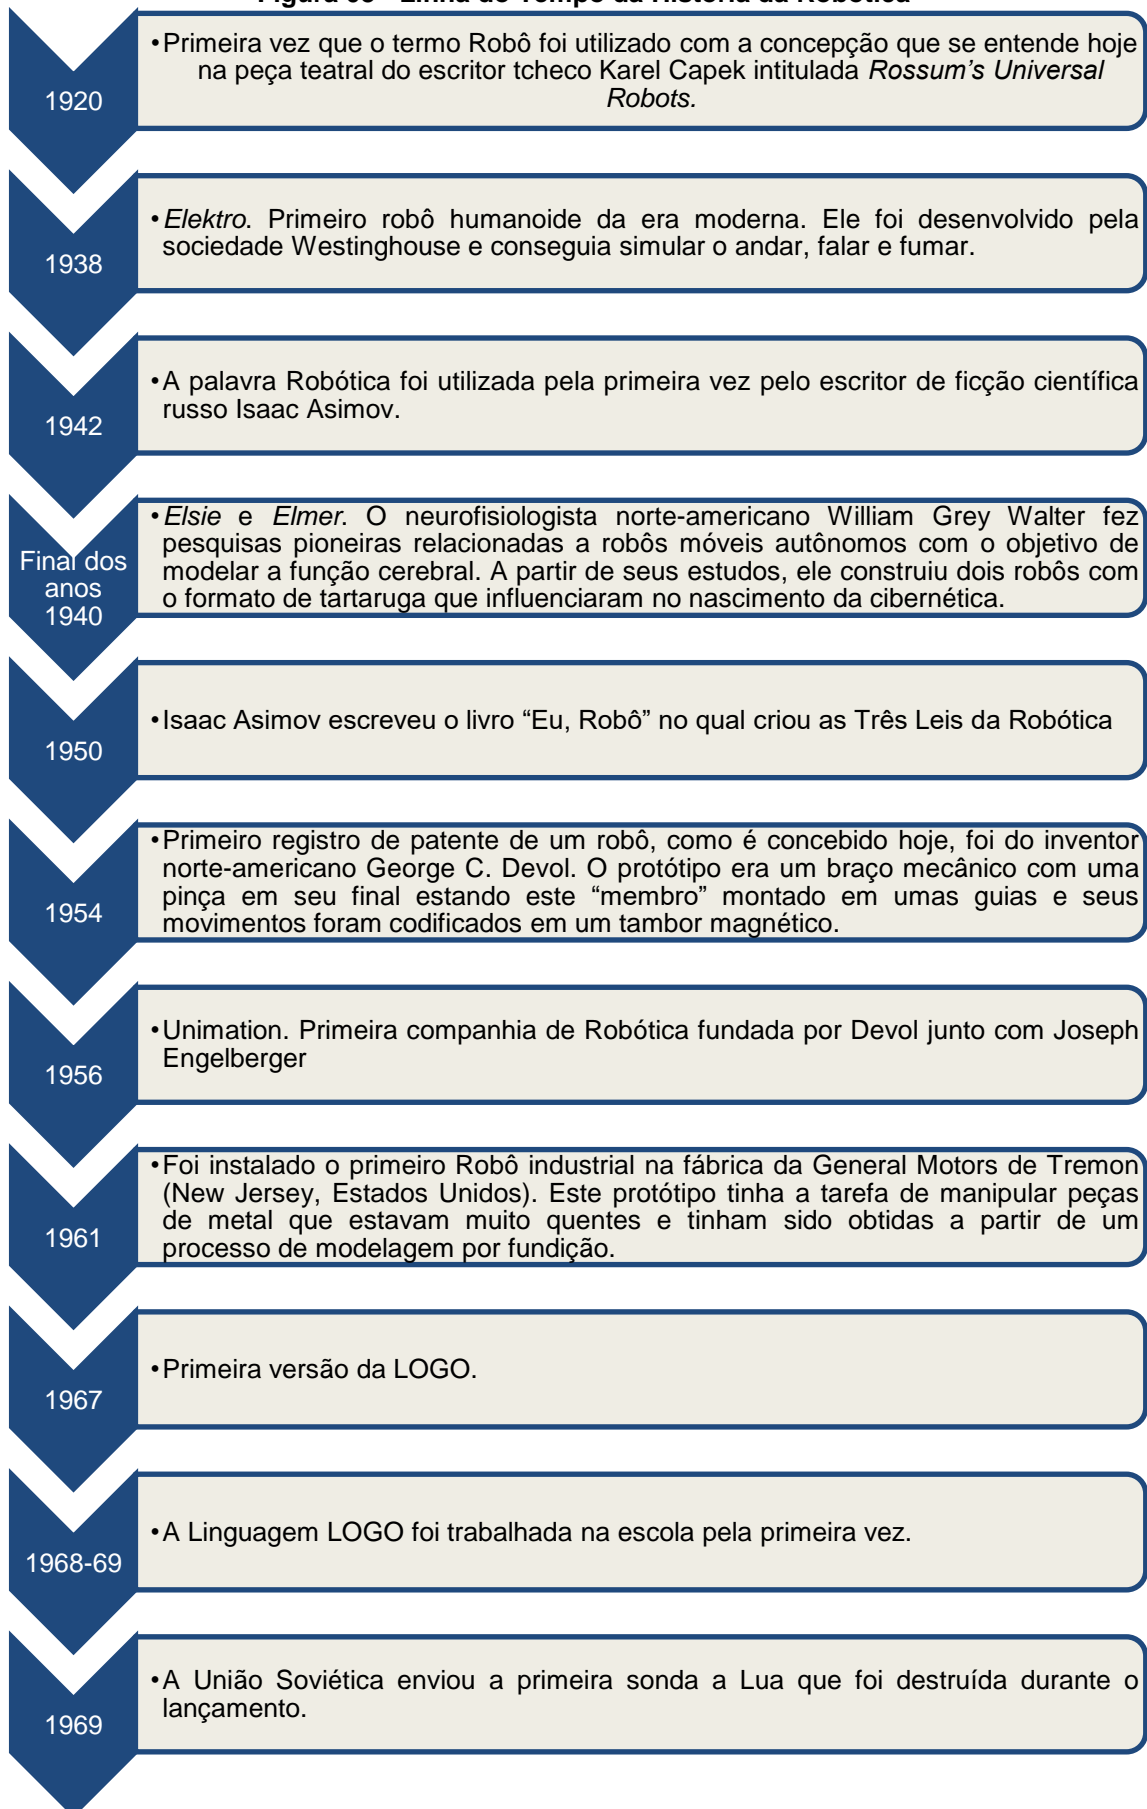 1920
•Primeira vez que o termo Robô foi utilizado com a concepção que se entende hoje
na peça teatral do escritor tcheco Karel Capek intitulada Rossum’s Universal
Robots.
1938
•Elektro. Primeiro robô humanoide da era moderna. Ele foi desenvolvido pela
sociedade Westinghouse e conseguia simular o andar, falar e fumar.
1942
•A palavra Robótica foi utilizada pela primeira vez pelo escritor de ficção científica
russo Isaac Asimov.
Final dos
anos
1940
•Elsie e Elmer. O neurofisiologista norte-americano William Grey Walter fez
pesquisas pioneiras relacionadas a robôs móveis autônomos com o objetivo de
modelar a função cerebral. A partir de seus estudos, ele construiu dois robôs com
o formato de tartaruga que influenciaram no nascimento da cibernética.
1950
•Isaac Asimov escreveu o livro “Eu, Robô” no qual criou as Três Leis da Robótica
1954
•Primeiro registro de patente de um robô, como é concebido hoje, foi do inventor
norte-americano George C. Devol. O protótipo era um braço mecânico com uma
pinça em seu final estando este “membro” montado em umas guias e seus
movimentos foram codificados em um tambor magnético.
1956
•Unimation. Primeira companhia de Robótica fundada por Devol junto com Joseph
Engelberger
1961
•Foi instalado o primeiro Robô industrial na fábrica da General Motors de Tremon
(New Jersey, Estados Unidos). Este protótipo tinha a tarefa de manipular peças
de metal que estavam muito quentes e tinham sido obtidas a partir de um
processo de modelagem por fundição.
1967
•Primeira versão da LOGO.
1968-69
•A Linguagem LOGO foi trabalhada na escola pela primeira vez.
1969
•A União Soviética enviou a primeira sonda a Lua que foi destruída durante o
lançamento.